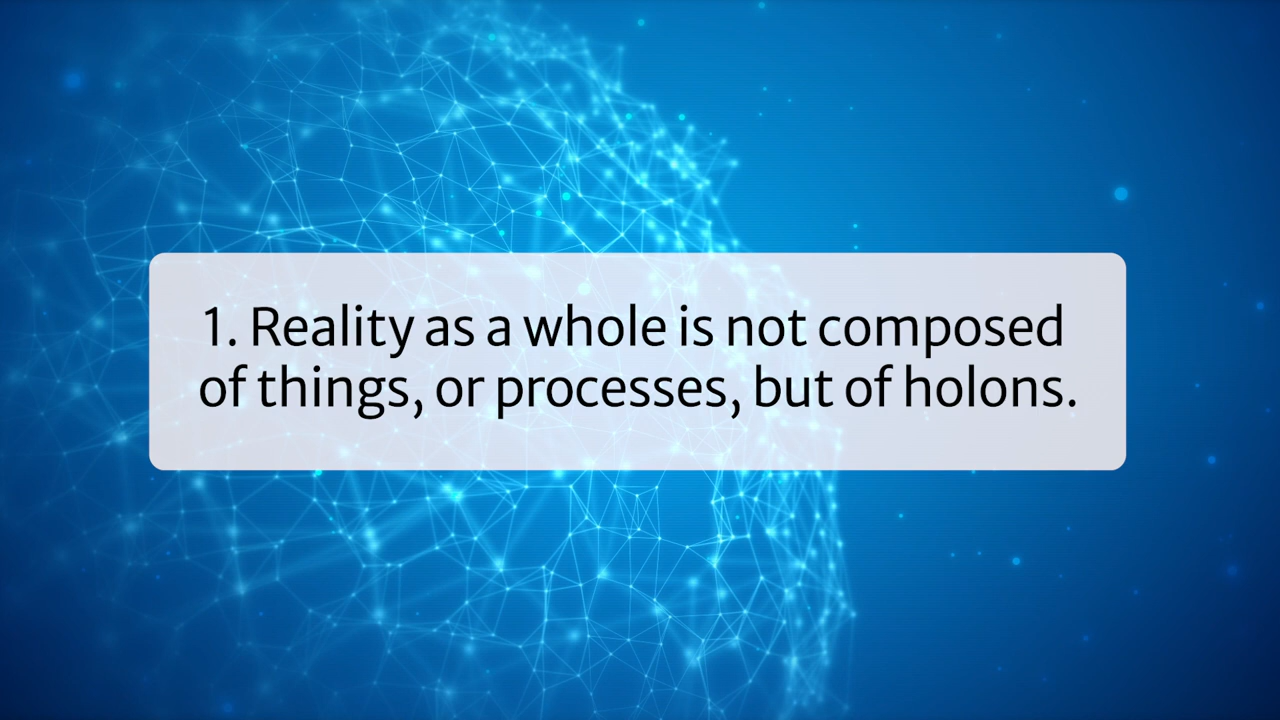 1. Reality as a whole is not composed
of things, or processes, but of holons.